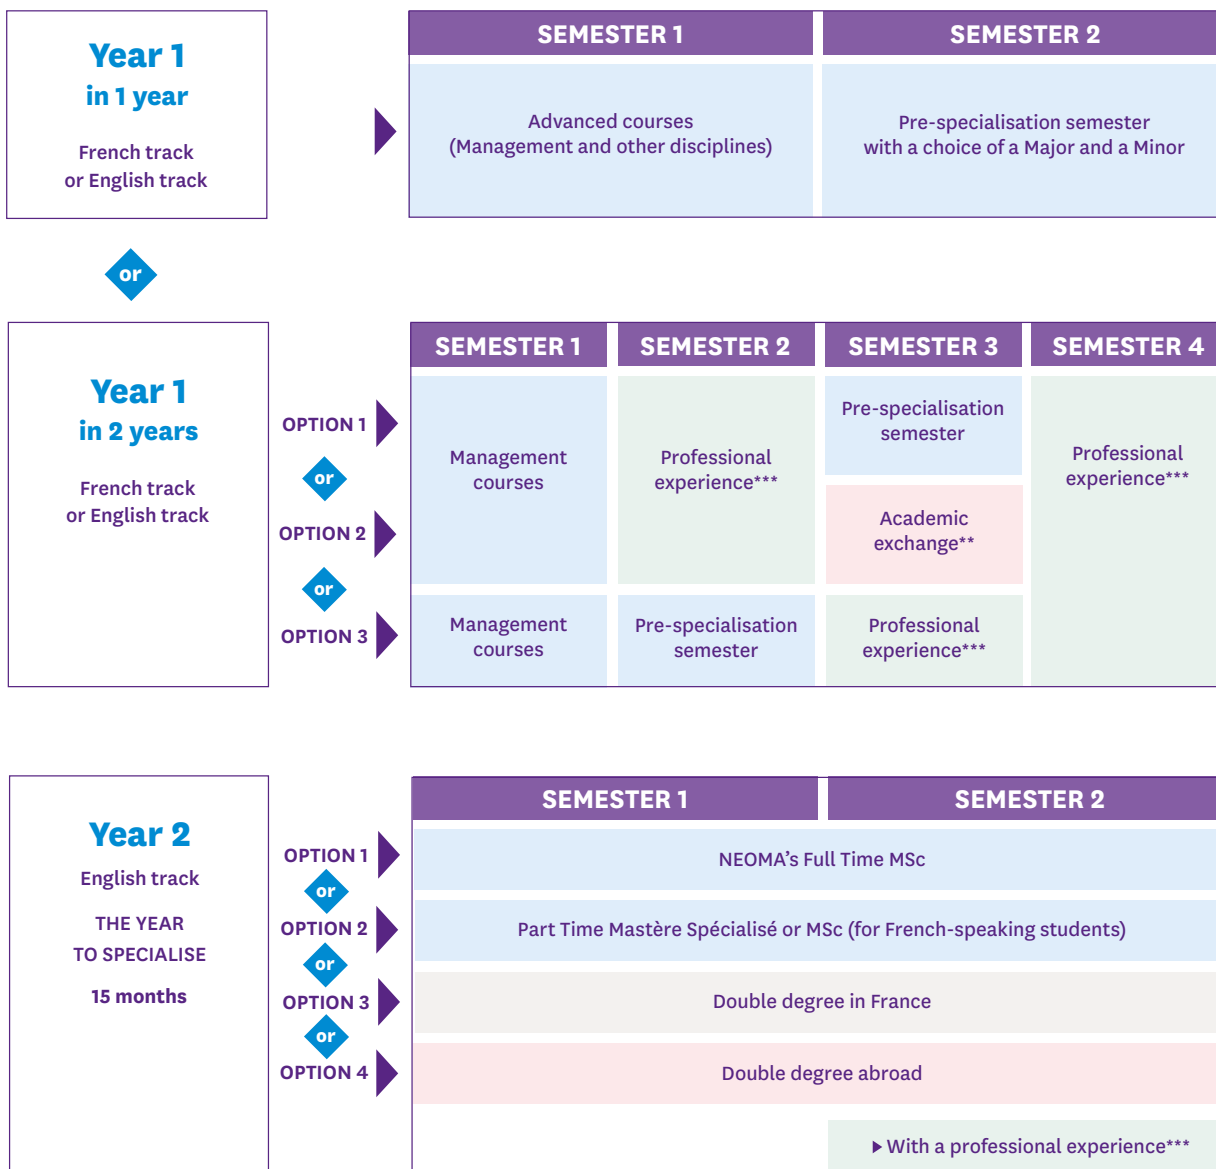 Year 1
in 1 year
French track
or English track
SEMESTER 1
SEMESTER 2
Advanced courses
(Management and other disciplines)
Pre-specialisation semester
with a choice of a Major and a Minor
or
Year 1
in 2 years
French track
or English track
OPTION 1
or
OPTION 2
or
OPTION 3
SEMESTER 1
SEMESTER 2
SEMESTER 3
SEMESTER 4
Management
courses
Professional
experience***
Pre-specialisation
semester
Academic
exchange**
Professional
experience***
Management
courses
Pre-specialisation
semester
Professional
experience***
Year 2
English track
THE YEAR
TO SPECIALISE
15 months
OPTION 1
or
OPTION 2
or
OPTION 3
or
OPTION 4
SEMESTER 1
SEMESTER 2
NEOMA's Full Time MSc
Part Time Mastère Spécialisé or MSc (for French-speaking students)
Double degree in France
Double degree abroad
▶ With a professional experience***